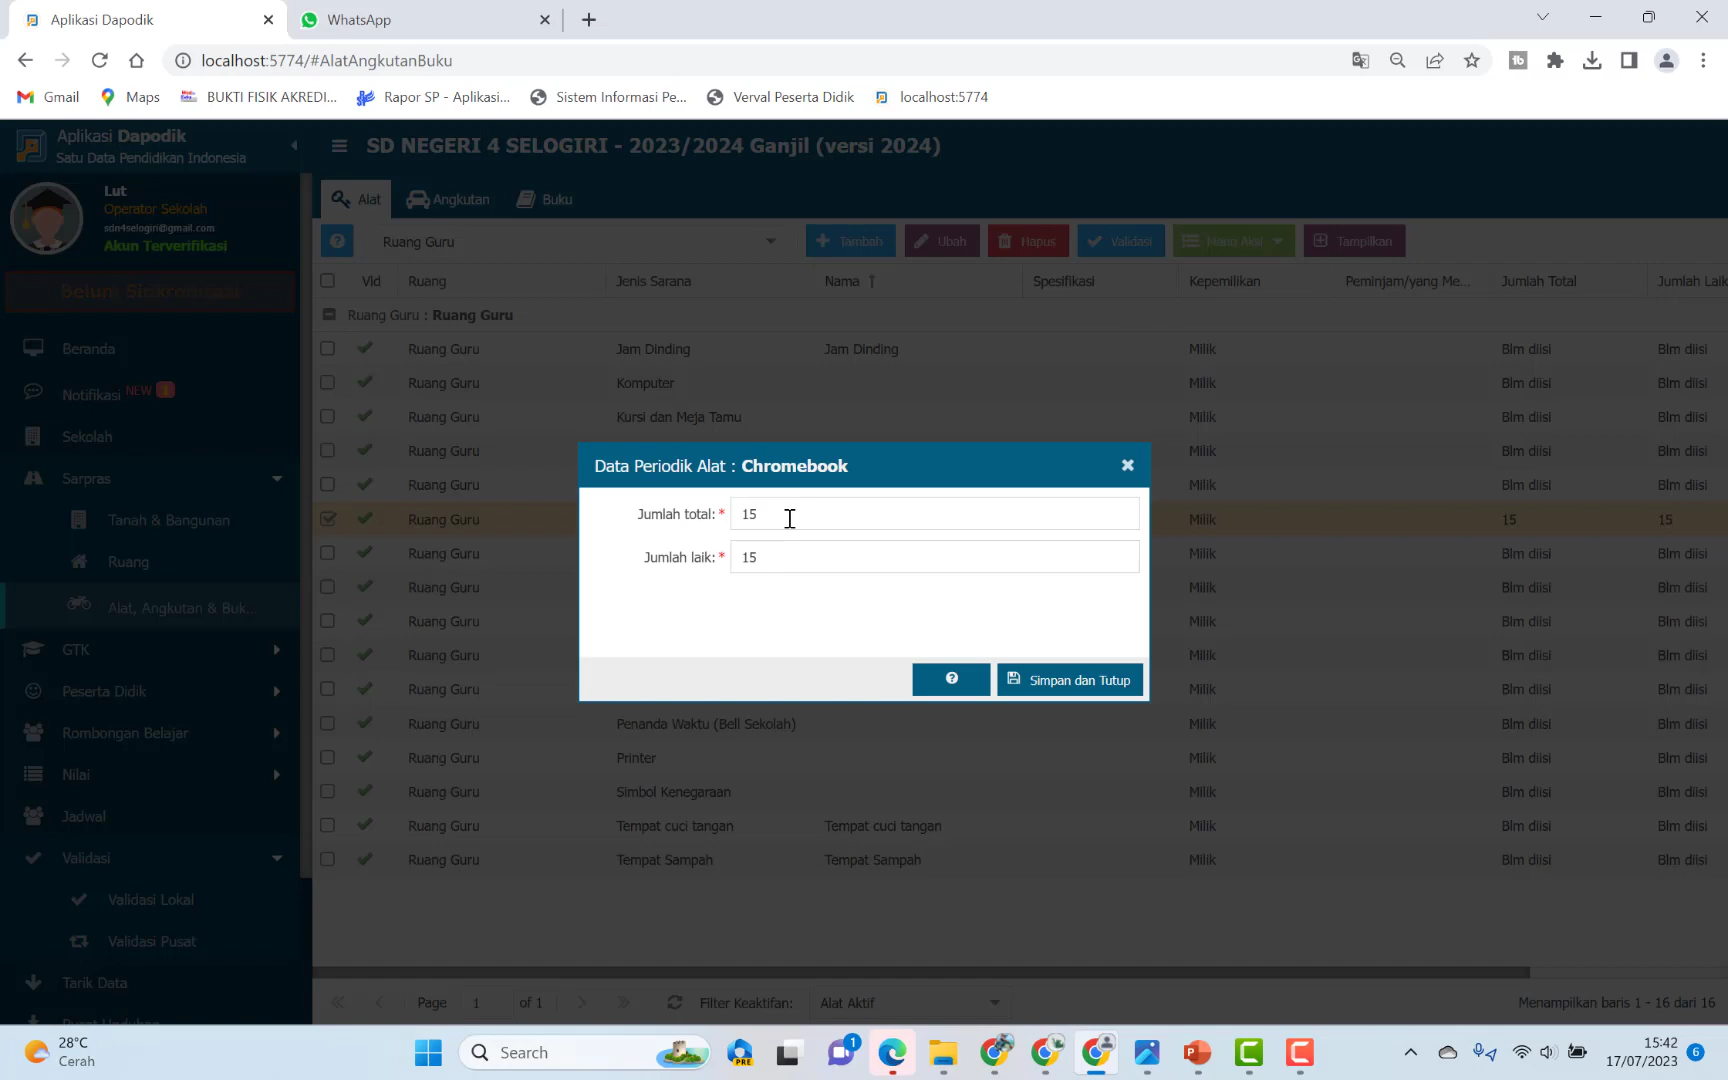 Aplikasi Dapodik
WhatsApp
localhost:5774/#AlatAngkutanBuku
Gmail
Maps
BUKTI FISIK AKREDI...
Rapor SP - Aplikasi...
Sistem Informasi Pe...
Verval Peserta Didik
localhost:5774
Aplikasi Dapodik
Satu Data Pendidikan Indonesia
SD NEGERI 4 SELOGIRI - 2023/2024 Ganjil (versi 2024)
Lut
Operator Sekolah
sdn4selogiri@gmail.com
Akun Terverifikasi
Belum Sinkronisasi
Alat
Angkutan
Buku
Ruang Guru
Tambah
Ubah
Hapus
Validasi
Menu Aksi
Tampilkan
Vld Ruang Jenis Sarana Nama Spesifikasi Kepemilikan Peminjam/yang Me... Jumlah Total Jumlah Laik
Ruang Guru : Ruang Guru
Ruang Guru Jam Dinding Jam Dinding Milik Blm diisi Blm diisi
Ruang Guru Komputer Milik Blm diisi Blm diisi
Ruang Guru Kursi dan Meja Tamu Milik Blm diisi Blm diisi
Ruang Guru Milik Blm diisi Blm diisi
Ruang Guru Milik Blm diisi Blm diisi
Ruang Guru Milik 15 15
Ruang Guru Milik Blm diisi Blm diisi
Ruang Guru Milik Blm diisi Blm diisi
Ruang Guru Milik Blm diisi Blm diisi
Ruang Guru Milik Blm diisi Blm diisi
Ruang Guru Milik Blm diisi Blm diisi
Ruang Guru Penanda Waktu (Bell Sekolah) Milik Blm diisi Blm diisi
Ruang Guru Printer Milik Blm diisi Blm diisi
Ruang Guru Simbol Kenegaraan Milik Blm diisi Blm diisi
Ruang Guru Tempat cuci tangan Tempat cuci tangan Milik Blm diisi Blm diisi
Ruang Guru Tempat Sampah Tempat Sampah Milik Blm diisi Blm diisi
Data Periodik Alat : Chromebook
Jumlah total:* 15
Jumlah laik:* 15
Simpan dan Tutup
Beranda
Notifikasi NEW 1
Sekolah
Sarpras
Tanah & Bangunan
Ruang
Alat, Angkutan & Buk...
GTK
Peserta Didik
Rombongan Belajar
Nilai
Jadwal
Validasi
Validasi Lokal
Validasi Pusat
Tarik Data
Page 1 of 1
Filter Keaktifan:
Alat Aktif
Menampilkan baris 1 - 16 dari 16
28°C
Cerah
Search
PRE
1
15:42
17/07/2023
6